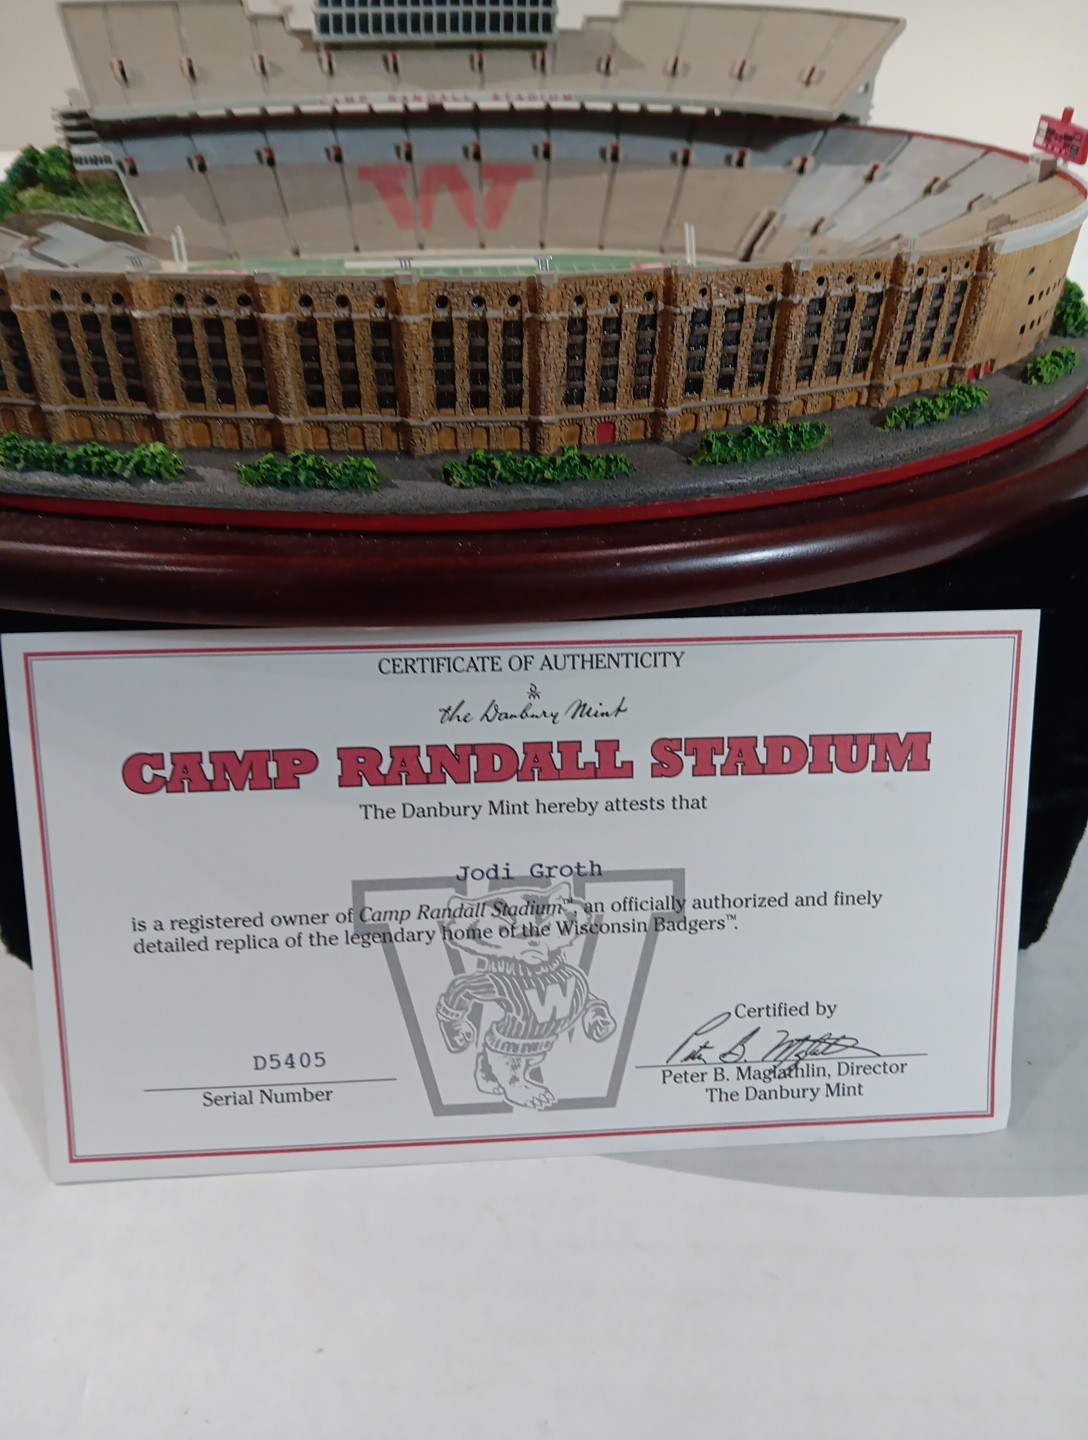 CAMP RANDALL STADIUM
W
CERTIFICATE OF AUTHENTICITY
the Danbury Mint
CAMP RANDALL STADIUM
The Danbury Mint hereby attests that
Jodi Groth
is a registered owner of Camp Randall Stadium™, an officially authorized and finely
detailed replica of the legendary home of the Wisconsin Badgers™.
W
Certified by
Peter B. Maglathlin
D5405
Peter B. Maglathlin, Director
Serial Number
The Danbury Mint